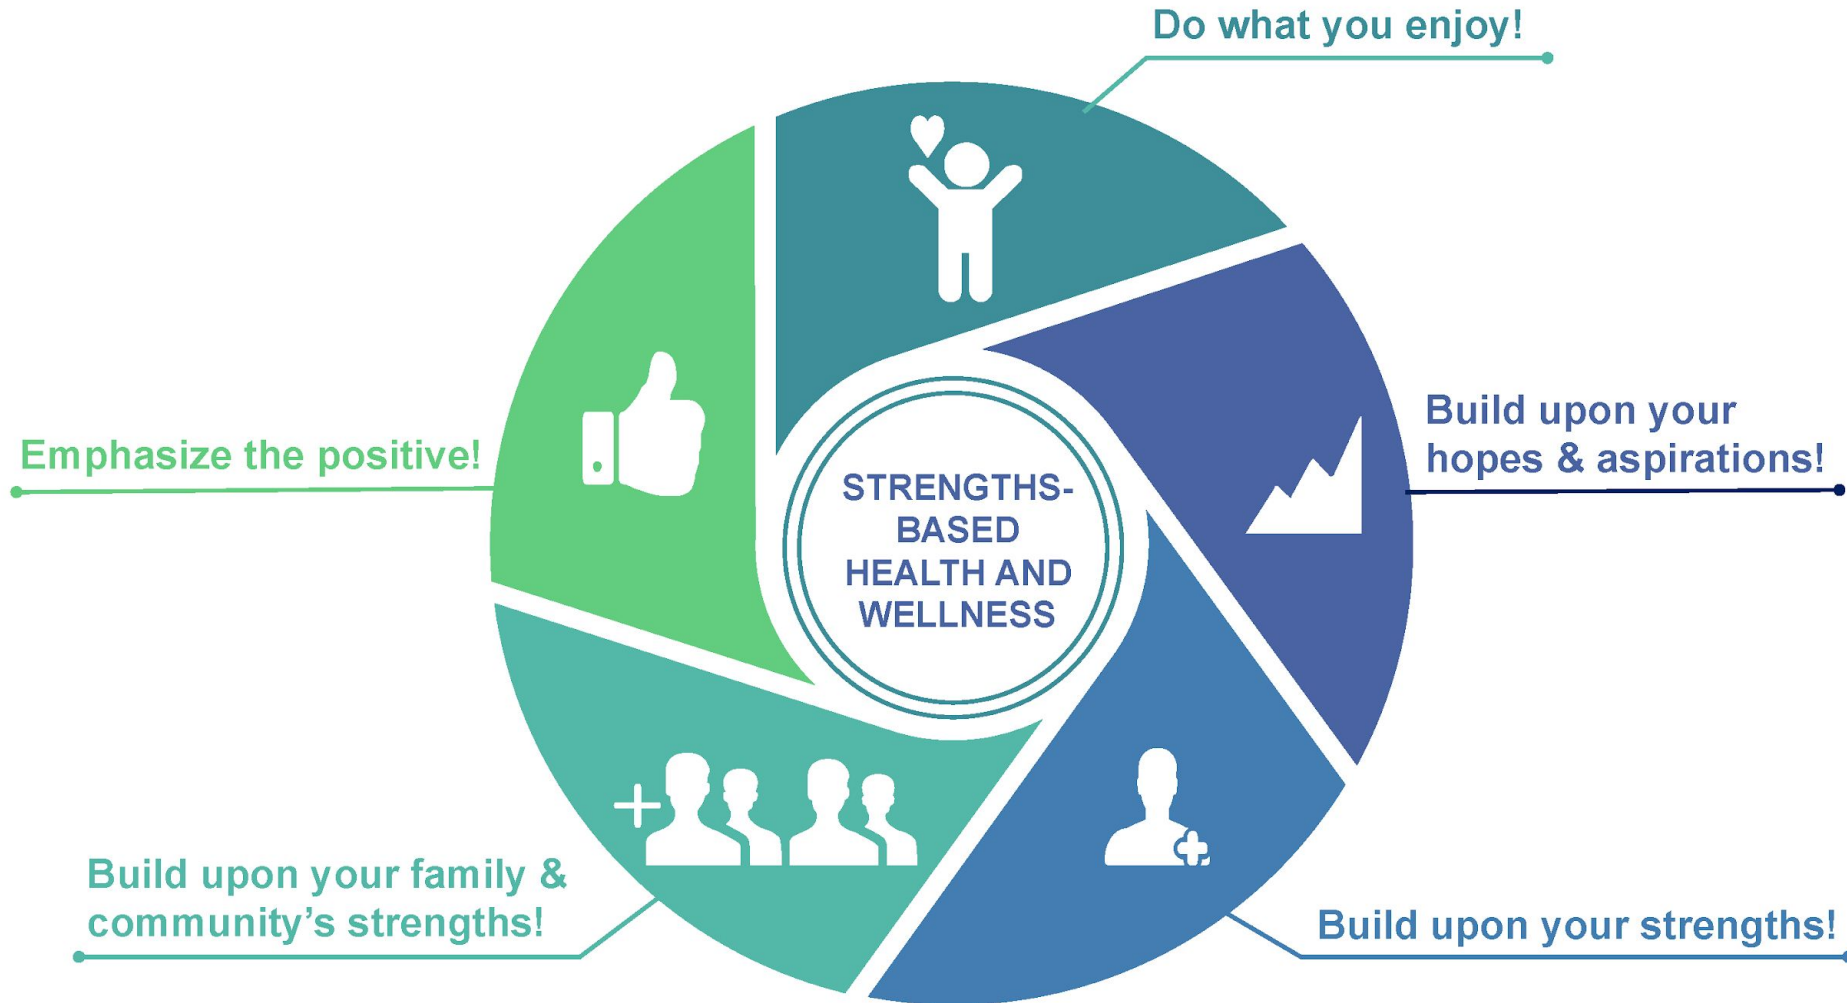 Do what you enjoy!
Build upon your
hopes & aspirations!
Emphasize the positive!
STRENGTHS-
BASED
HEALTH AND
WELLNESS
Build upon your family &
community’s strengths!
Build upon your strengths!